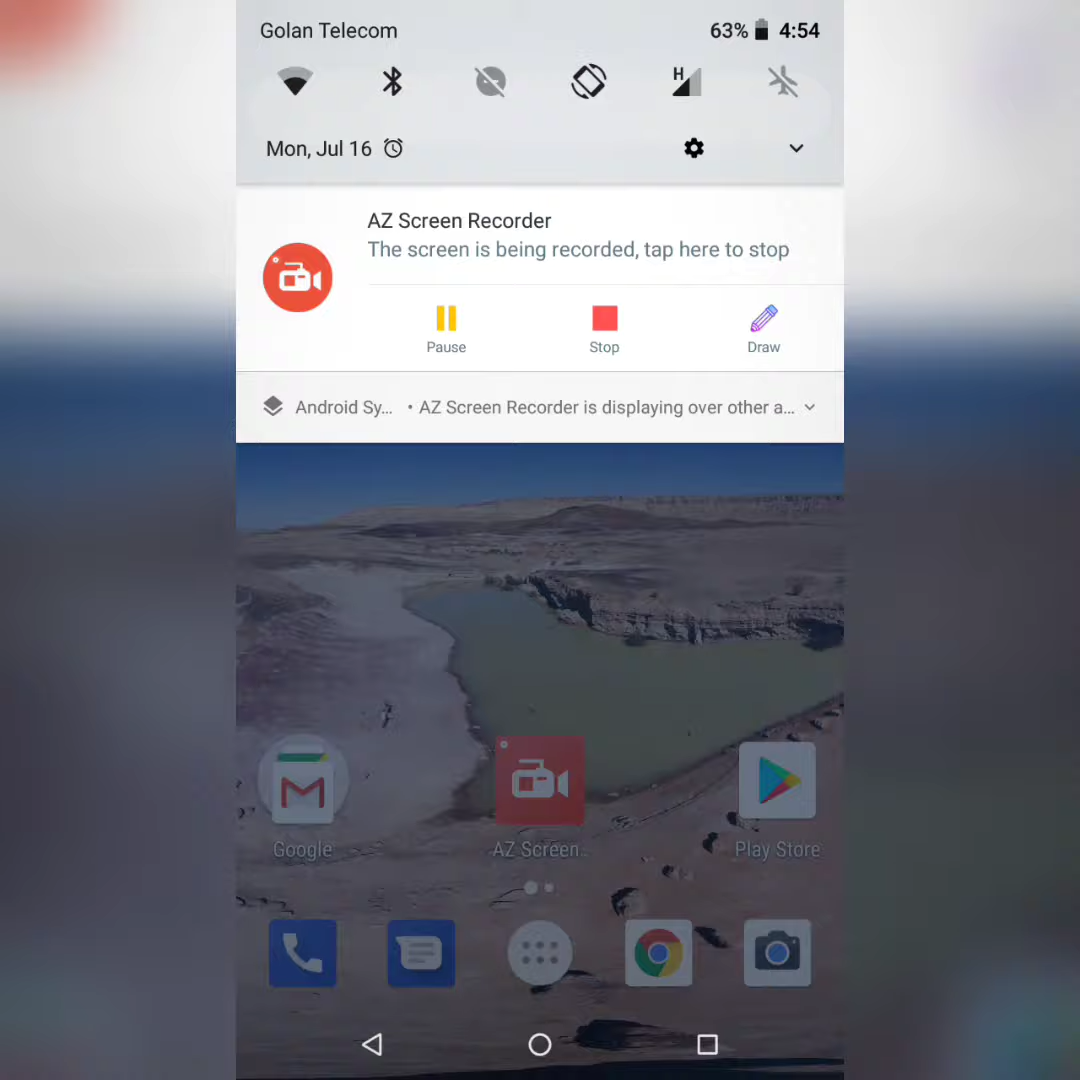 Golan Telecom 63% 4:54
H
Mon, Jul 16
AZ Screen Recorder
The screen is being recorded, tap here to stop
Pause Stop Draw
Android Sy... • AZ Screen Recorder is displaying over other a...
Google AZ Screen.. Play Store